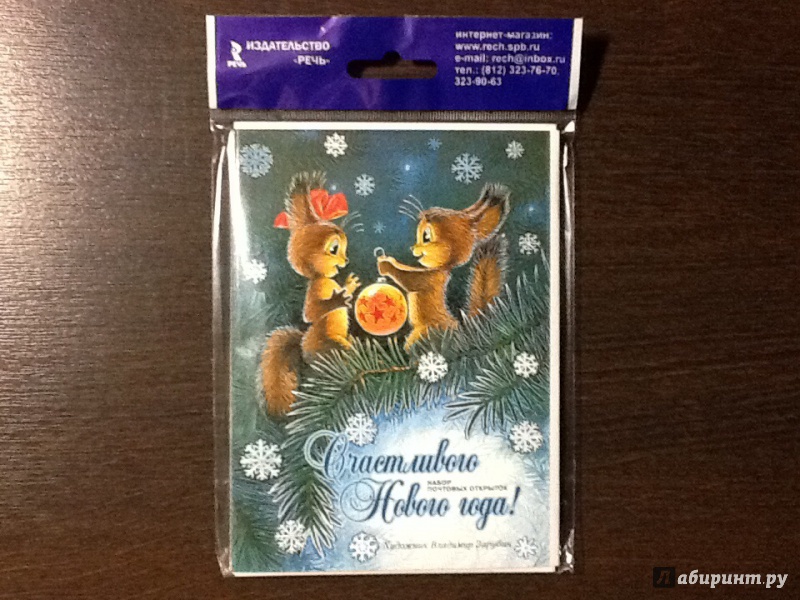 ИЗДАТЕЛЬСТВО
«РЕЧЬ»
РЕЧЬ
интернет-магазин:
www.rech.spb.ru
e-mail: rech@inbox.ru
тел.: (812) 323-76-70,
323-90-63
Счастливого
НАБОР
ПОЧТОВЫХ ОТКРЫТОК
Нового года!
Художник Владимир Зарубин
Лабиринт.ру